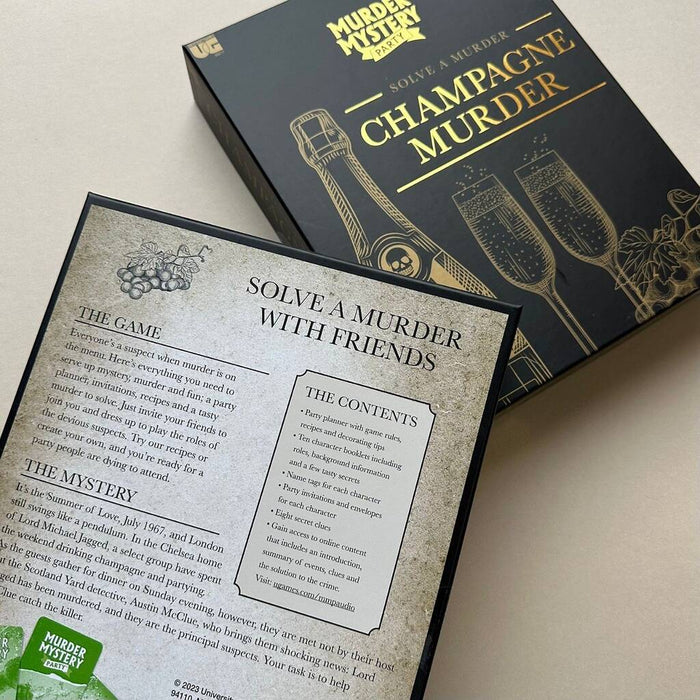 UG
MURDER
MYSTERY
PARTY
SOLVE A MURDER
CHAMPAGNE
MURDER
SOLVE A MURDER
WITH FRIENDS
THE GAME
Everyone's a suspect when murder is on
the menu. Here's everything you need to
serve up mystery, murder and fun; a party
planner, invitations, recipes and a tasty
murder to solve. Just invite your friends to
join you and dress up to play the roles of
the devious suspects. Try our recipes or
create your own, and you're ready for a
party people are dying to attend.
THE CONTENTS
• Party planner with game rules,
recipes and decorating tips
• Ten character booklets including
roles, background information
and a few tasty secrets
• Name tags for each character
• Party invitations and envelopes
for each character
• Eight secret clues
• Gain access to online content
that includes an introduction,
summary of events, clues and
the solution to the crime.
Visit: ugames.com/mmpaudio
THE MYSTERY
It's the Summer of Love, July 1967, and London
still swings like a pendulum. In the Chelsea home
of Lord Michael Jagged, a select group have spent
the weekend drinking champagne and partying.
As the guests gather for dinner on Sunday evening, however, they are met not by their host
but the Scotland Yard detective, Austin McClue, who brings them shocking news: Lord
Jagged has been murdered, and they are the principal suspects. Your task is to help
McClue catch the killer.
MURDER
MYSTERY
PARTY
© 2023 Universit
94110